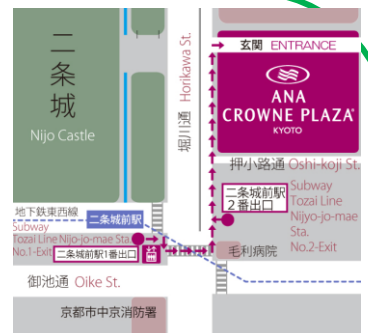 玄関 ENTRANCE
二条城
Nijo Castle
堀川通 Horikawa St.
ANA
CROWNE PLAZA
KYOTO
押小路通 Oshi-koji St.
二条城前駅
2番出口
Subway
Tozai Line
Nijyo-jo-mae
Sta.
No.2-Exit
地下鉄東西線
二条城前駅
Subway
Tozai Line Nijo-jo-mae Sta.
No.1-Exit
二条城前駅1番出口
毛利病院
御池通 Oike St.
京都市中京消防署